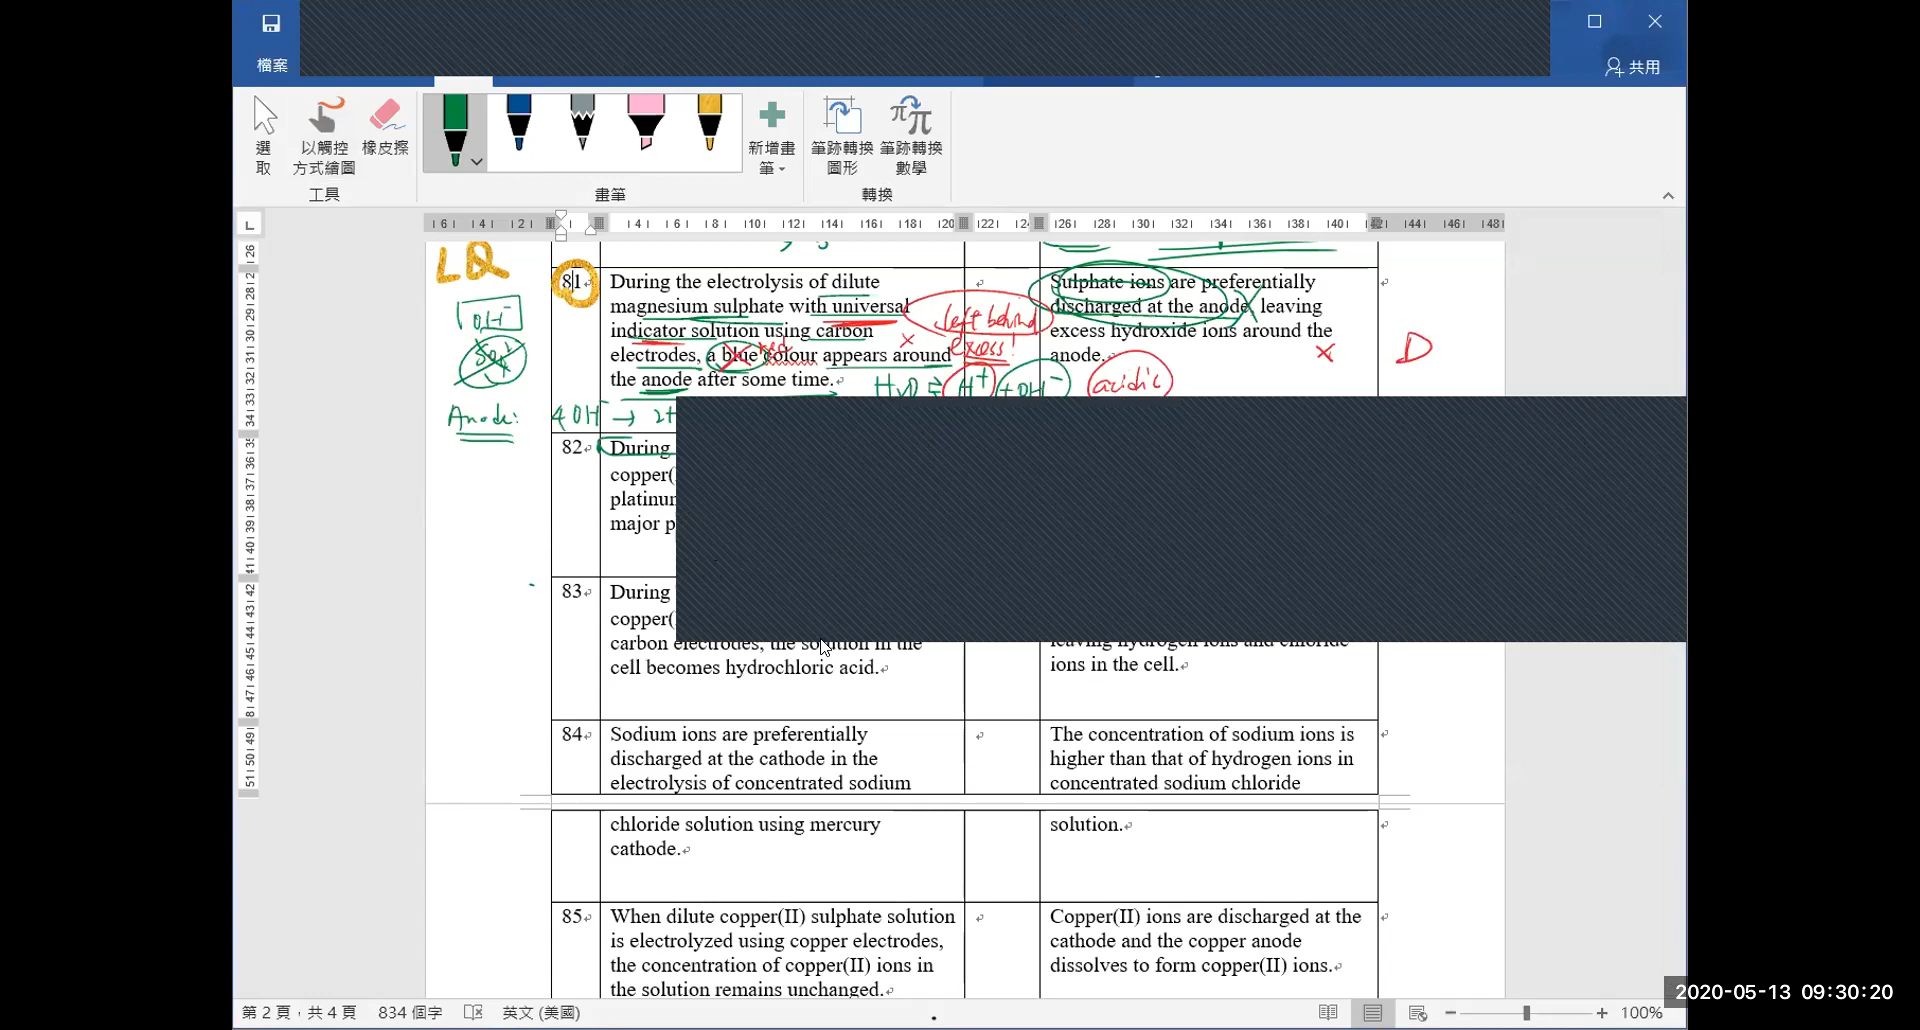 檔案
共用
選取
以觸控方式繪圖
橡皮擦
新增畫筆
筆跡轉換圖形
筆跡轉換數學
工具
畫筆
轉換
LQ
81
During the electrolysis of dilute
magnesium sulphate with universal
indicator solution using carbon
electrodes, a blue colour appears around
the anode after some time.
red
left behind
excess!
Sulphate ions are preferentially
discharged at the anode, leaving
excess hydroxide ions around the
anode.
D
OH⁻
SO₄²⁻
H₂O ⇌ H⁺ + OH⁻
acidic
Anode: 4OH⁻ →
82
During
copper(
major p
83
During
copper(
carbon electrodes, the solution in the
cell becomes hydrochloric acid.
leaving hydrogen ions and chloride
ions in the cell.
84
Sodium ions are preferentially
discharged at the cathode in the
electrolysis of concentrated sodium
chloride solution using mercury
cathode.
The concentration of sodium ions is
higher than that of hydrogen ions in
concentrated sodium chloride
solution.
85
When dilute copper(II) sulphate solution
is electrolyzed using copper electrodes,
the concentration of copper(II) ions in
the solution remains unchanged.
Copper(II) ions are discharged at the
cathode and the copper anode
dissolves to form copper(II) ions.
第 2 頁，共 4 頁 834 個字 英文 (美國)
100%
2020-05-13 09:30:20